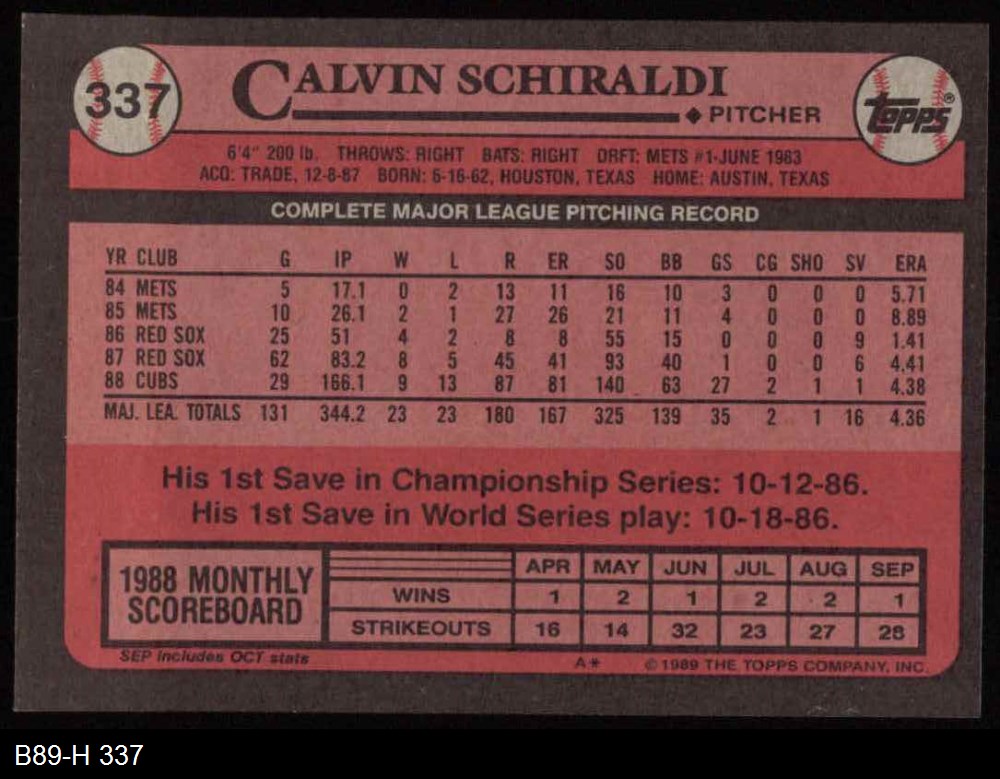 337
CALVIN SCHIRALDI
PITCHER
TOPPS®
6'4" 200 lb. THROWS: RIGHT BATS: RIGHT DRFT: METS #1-JUNE 1983
ACQ: TRADE, 12-8-87 BORN: 6-16-62, HOUSTON, TEXAS HOME: AUSTIN, TEXAS
COMPLETE MAJOR LEAGUE PITCHING RECORD
YR CLUB G IP W L R ER SO BB GS CG SHO SV ERA
84 METS 5 17.1 0 2 13 11 16 10 3 0 0 0 5.71
85 METS 10 26.1 2 1 27 26 21 11 4 0 0 0 8.89
86 RED SOX 25 51 4 2 8 8 55 15 0 0 0 9 1.41
87 RED SOX 62 83.2 8 5 45 41 93 40 1 0 0 6 4.41
88 CUBS 29 166.1 9 13 87 81 140 63 27 2 1 1 4.38
MAJ. LEA. TOTALS 131 344.2 23 23 180 167 325 139 35 2 1 16 4.36
His 1st Save in Championship Series: 10-12-86.
His 1st Save in World Series play: 10-18-86.
1988 MONTHLY SCOREBOARD
APR MAY JUN JUL AUG SEP
WINS 1 2 1 2 2 1
STRIKEOUTS 16 14 32 23 27 28
SEP includes OCT stats
A* © 1989 THE TOPPS COMPANY, INC.
B89-H 337